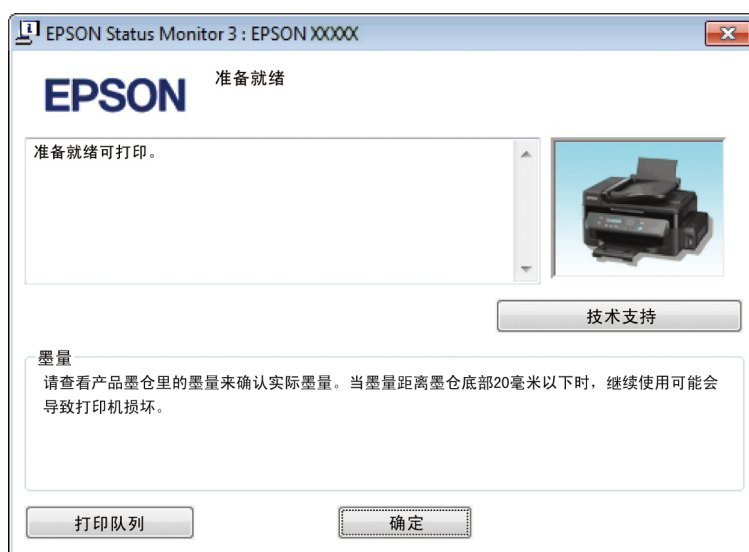 EPSON Status Monitor 3 : EPSON XXXXX
EPSON
准备就绪
准备就绪可打印。
技术支持
墨量
请查看产品墨仓里的墨量来确认实际墨量。当墨量距离墨仓底部20毫米以下时，继续使用可能会
导致打印机损坏。
打印队列
确定